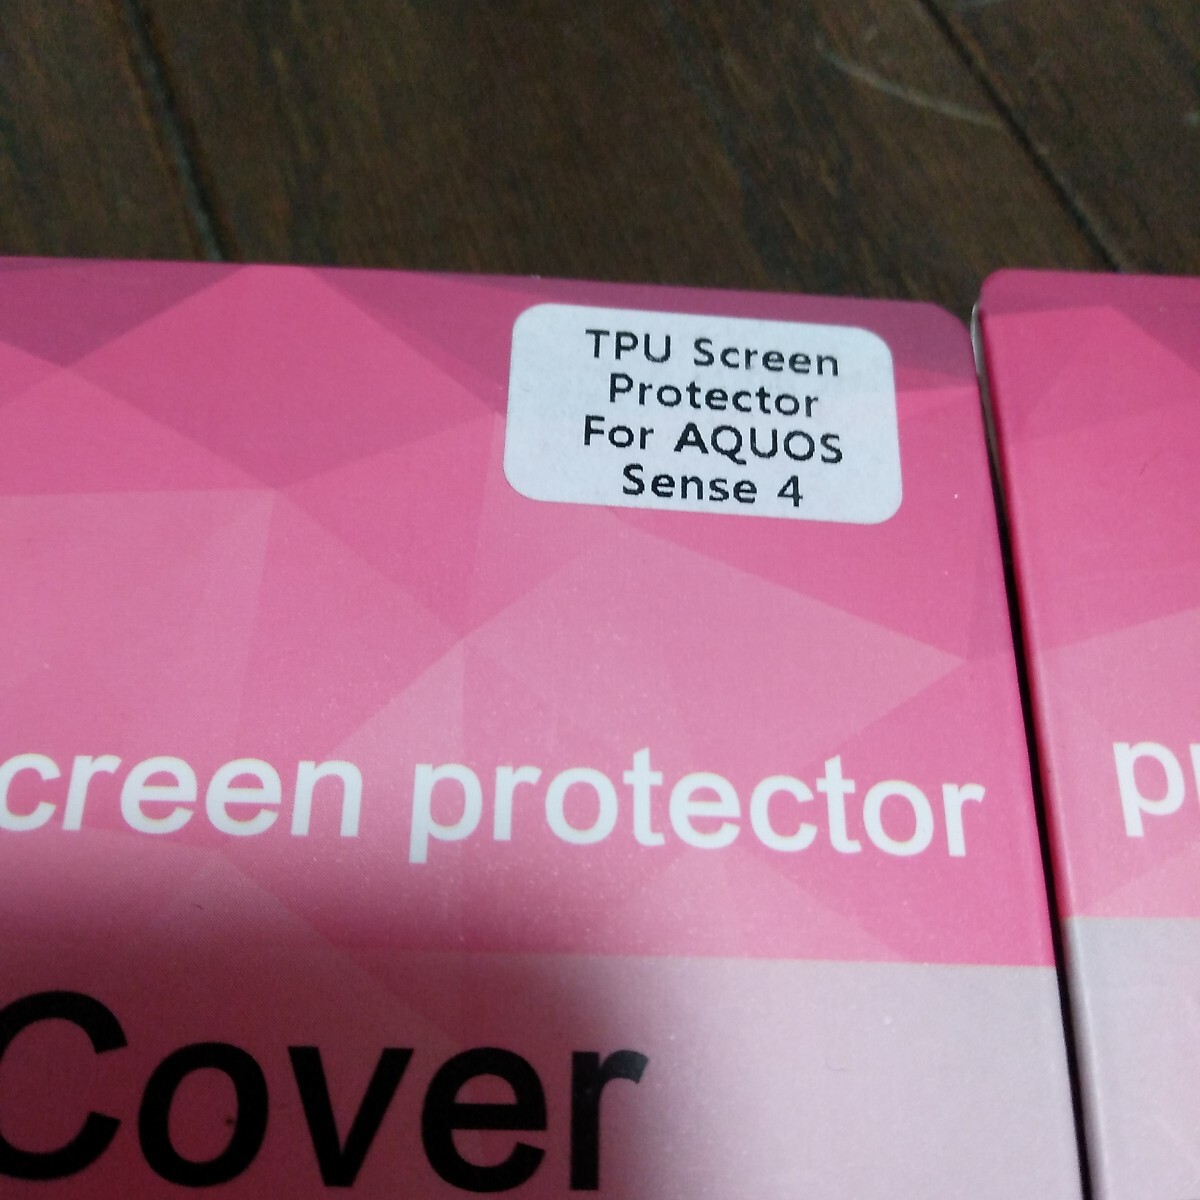 TPU Screen
Protector
For AQUOS
Sense 4
creen protector
Cover